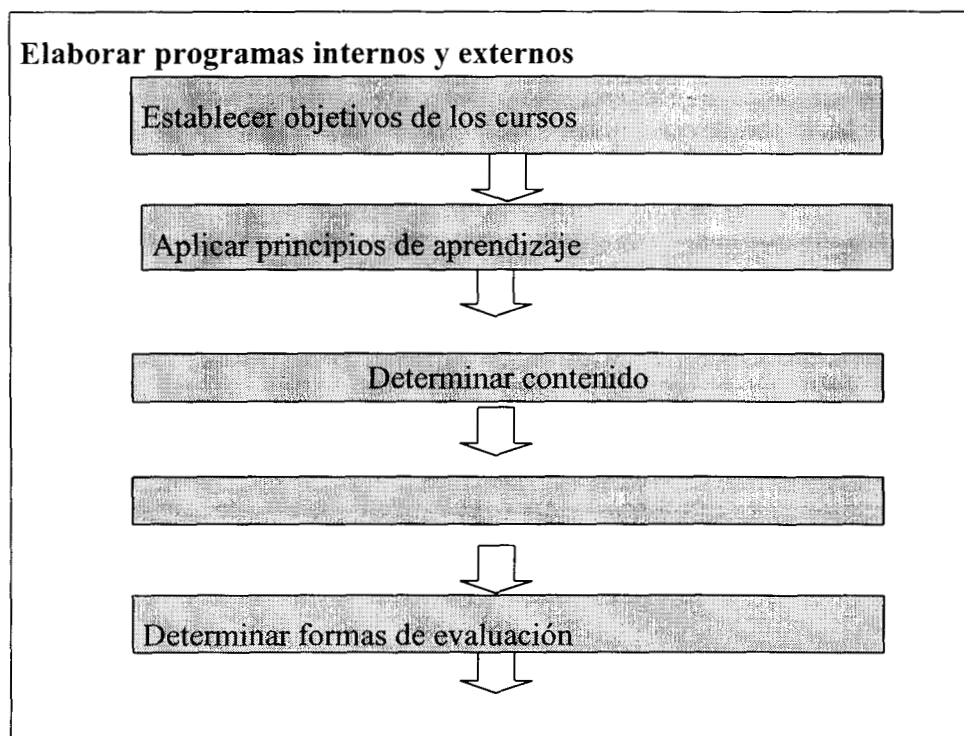 Elaborar programas internos y externos
Establecer objetivos de los cursos
Aplicar principios de aprendizaje
Determinar contenido
Determinar formas de evaluación